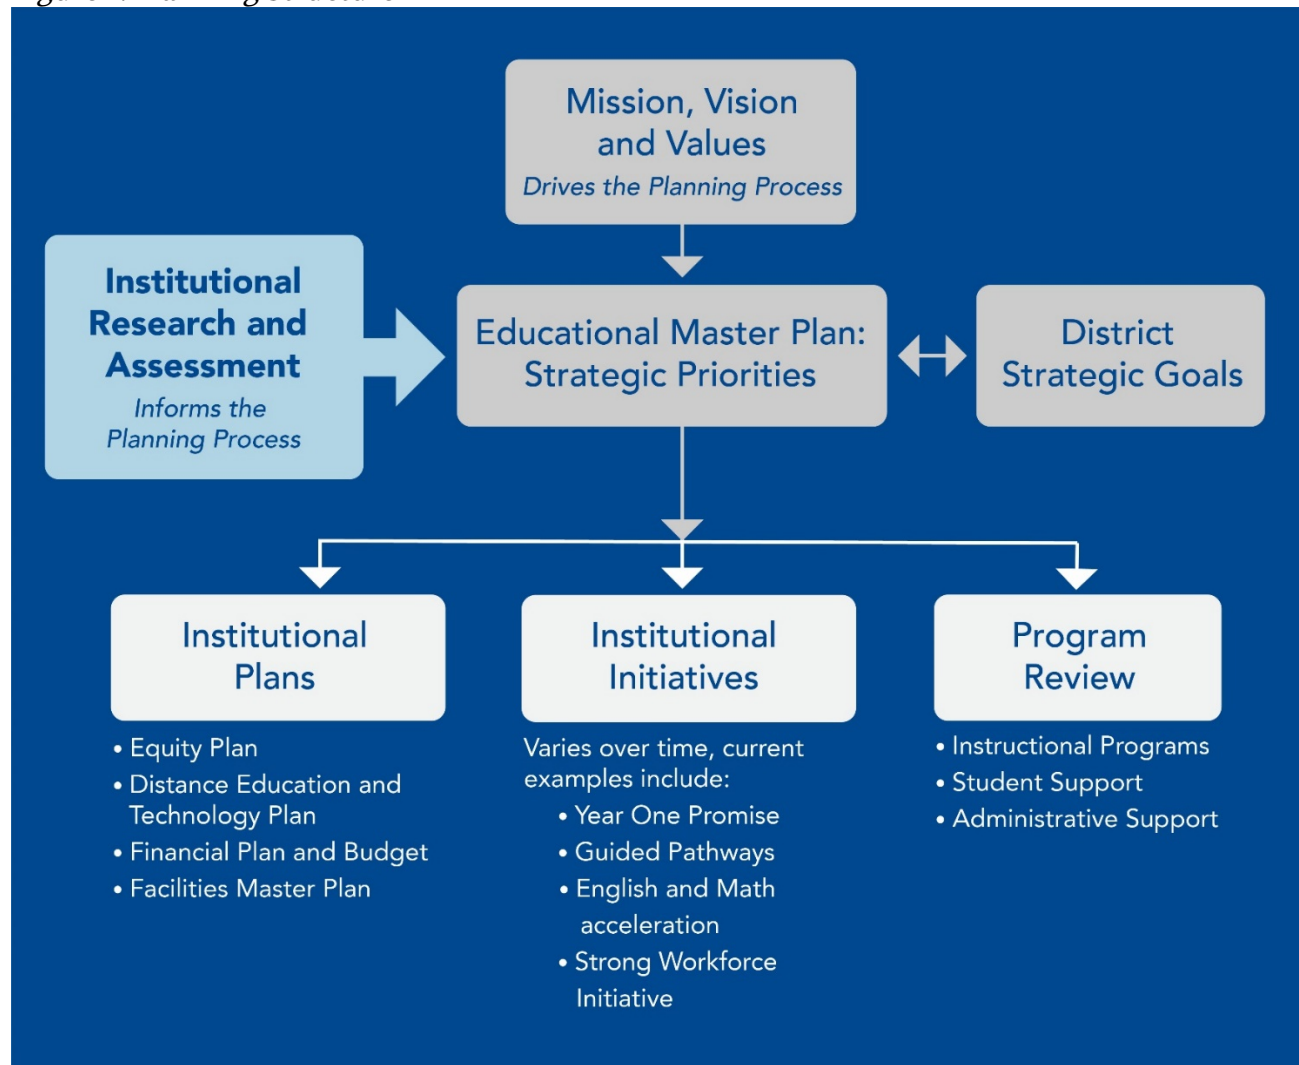 Mission, Vision
and Values
Drives the Planning Process
Institutional
Research and
Assessment
Informs the
Planning Process
Educational Master Plan:
Strategic Priorities
District
Strategic Goals
Institutional
Plans
• Equity Plan
• Distance Education and
Technology Plan
• Financial Plan and Budget
• Facilities Master Plan
Institutional
Initiatives
Varies over time, current
examples include:
• Year One Promise
• Guided Pathways
• English and Math
acceleration
• Strong Workforce
Initiative
Program
Review
• Instructional Programs
• Student Support
• Administrative Support